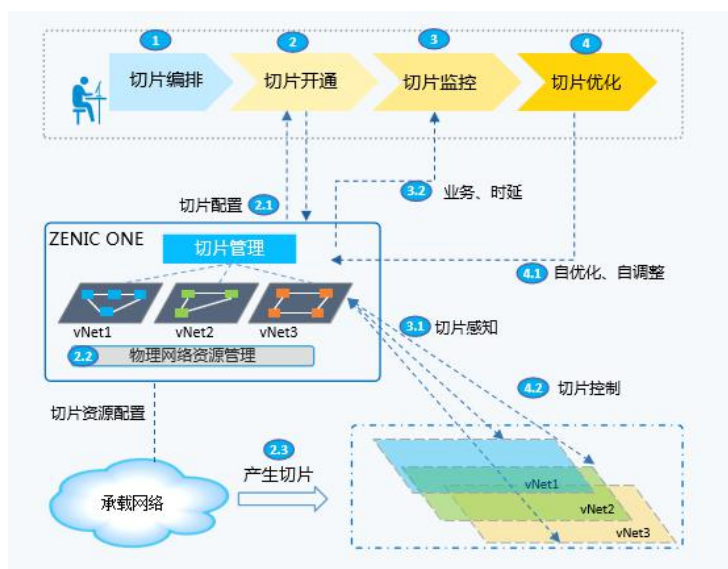 1
2
3
4
切片编排
切片开通
切片监控
切片优化
3.2 业务、时延
切片配置 2.1
ZENIC ONE
切片管理
4.1 自优化、自调整
vNet1
vNet2
vNet3
3.1 切片感知
2.2 物理网络资源管理
4.2 切片控制
切片资源配置
2.3
产生切片
承载网络
vNet1
vNet2
vNet3